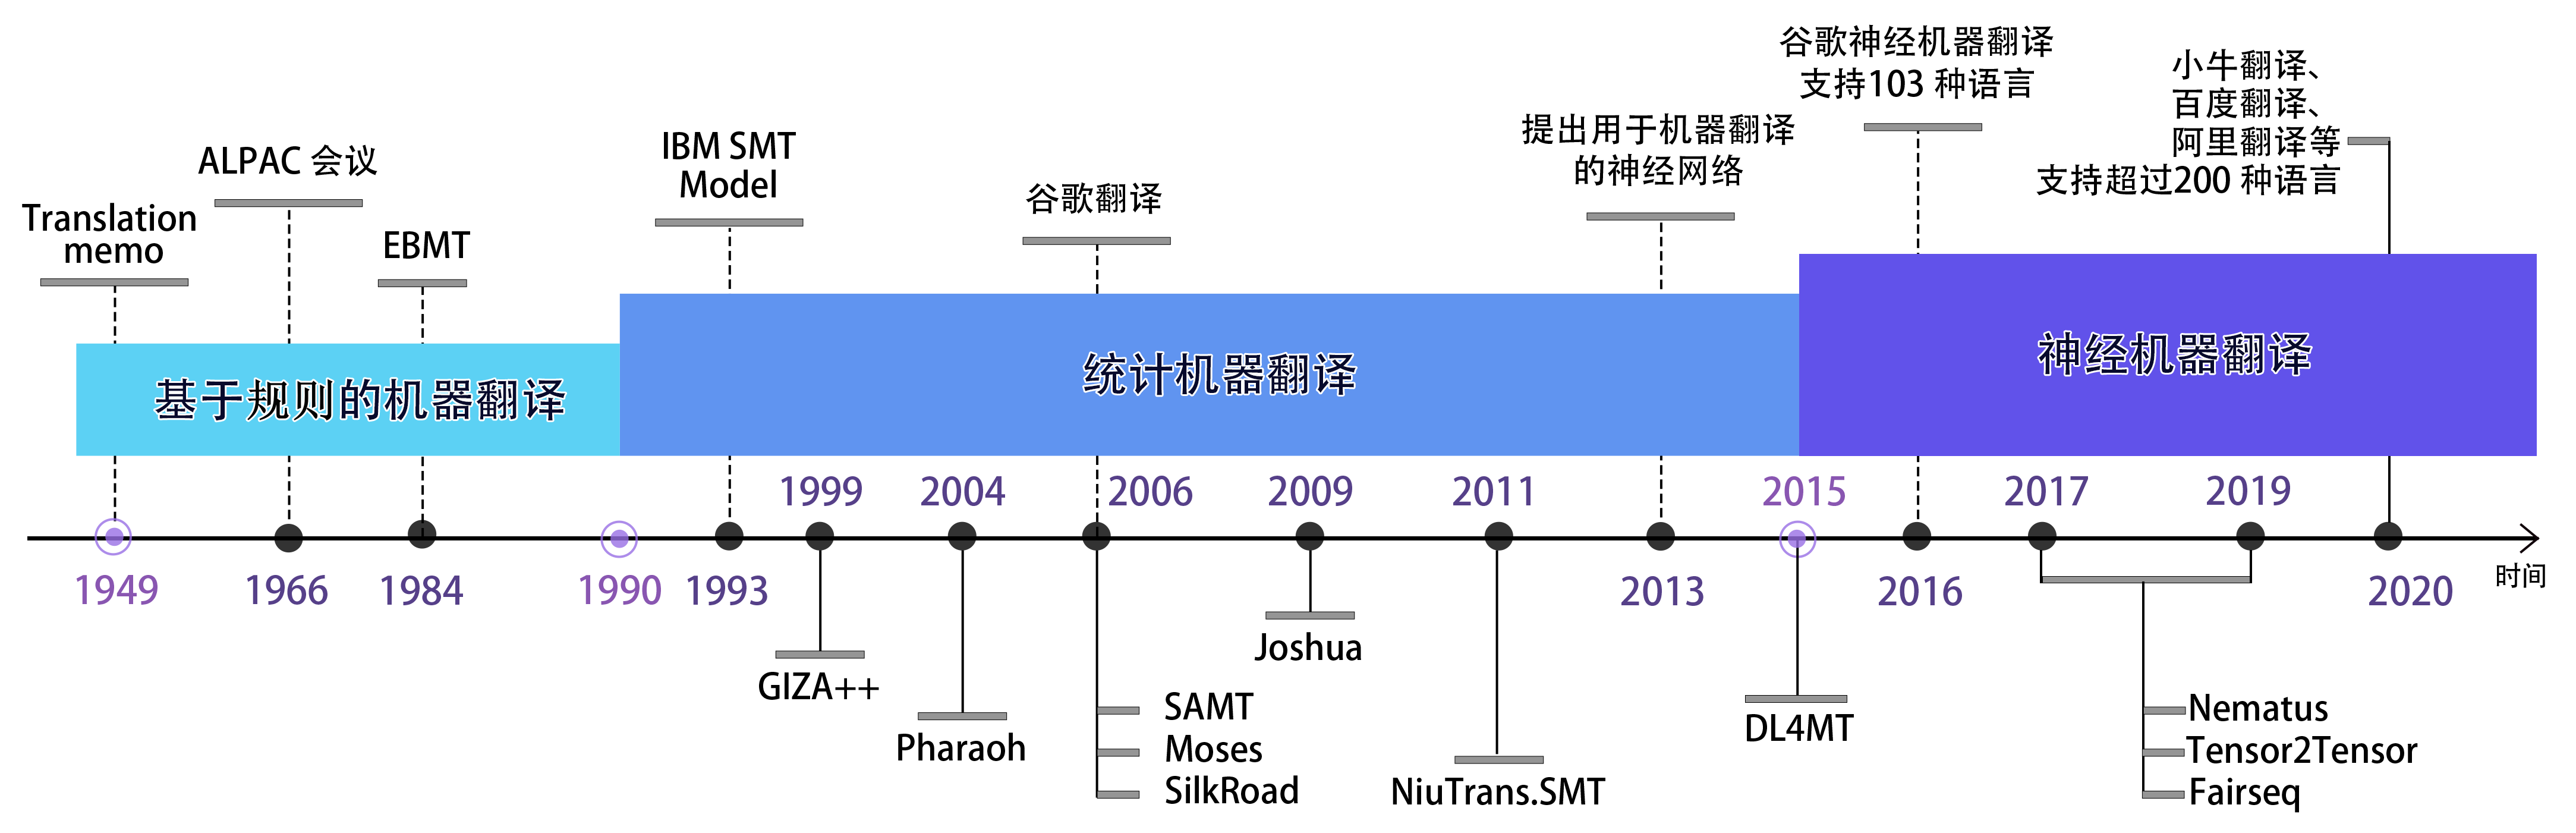 谷歌神经机器翻译
支持103 种语言
小牛翻译、
百度翻译、
阿里翻译等
支持超过200 种语言
提出用于机器翻译
的神经网络
IBM SMT
Model
ALPAC 会议
谷歌翻译
Translation
memo
EBMT
基于规则的机器翻译
统计机器翻译
神经机器翻译
1999
2004
2006
2009
2011
2015
2017
2019
1949
1966
1984
1990
1993
2013
2016
2020
时间
GIZA++
Pharaoh
SAMT
Moses
SilkRoad
Joshua
NiuTrans.SMT
DL4MT
Nematus
Tensor2Tensor
Fairseq